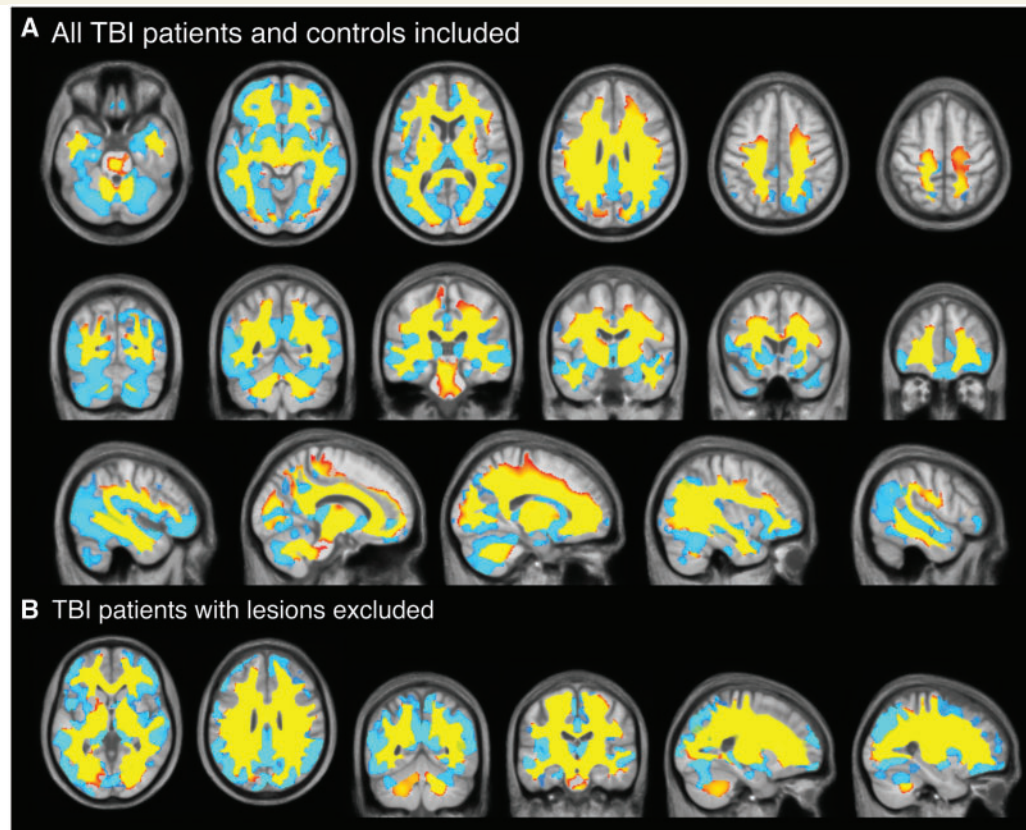 A All TBI patients and controls included
B TBI patients with lesions excluded